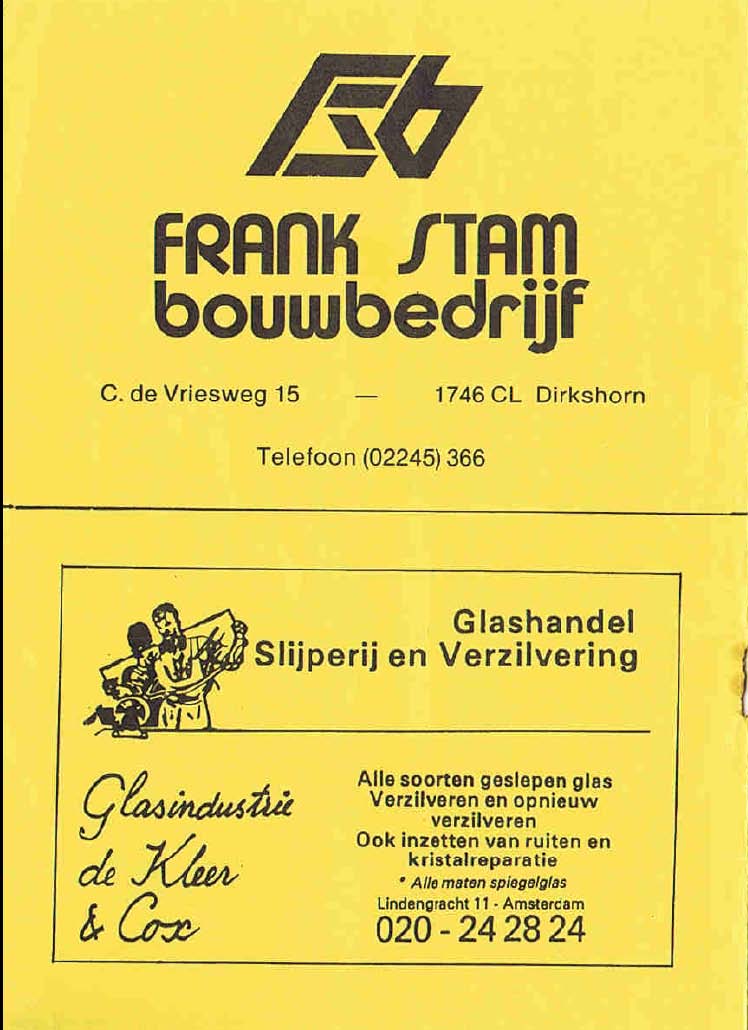 FSb
FRANK STAM
bouwbedrijf
C. de Vriesweg 15 — 1746 CL Dirkshorn
Telefoon (02245) 366
Glashandel
Slijperij en Verzilvering
Glasindustrie
de Kleer
& Cox
Alle soorten geslepen glas
Verzilveren en opnieuw
verzilveren
Ook inzetten van ruiten en
kristalreparatie
* Alle maten spiegelglas
Lindengracht 11 - Amsterdam
020 - 24 28 24